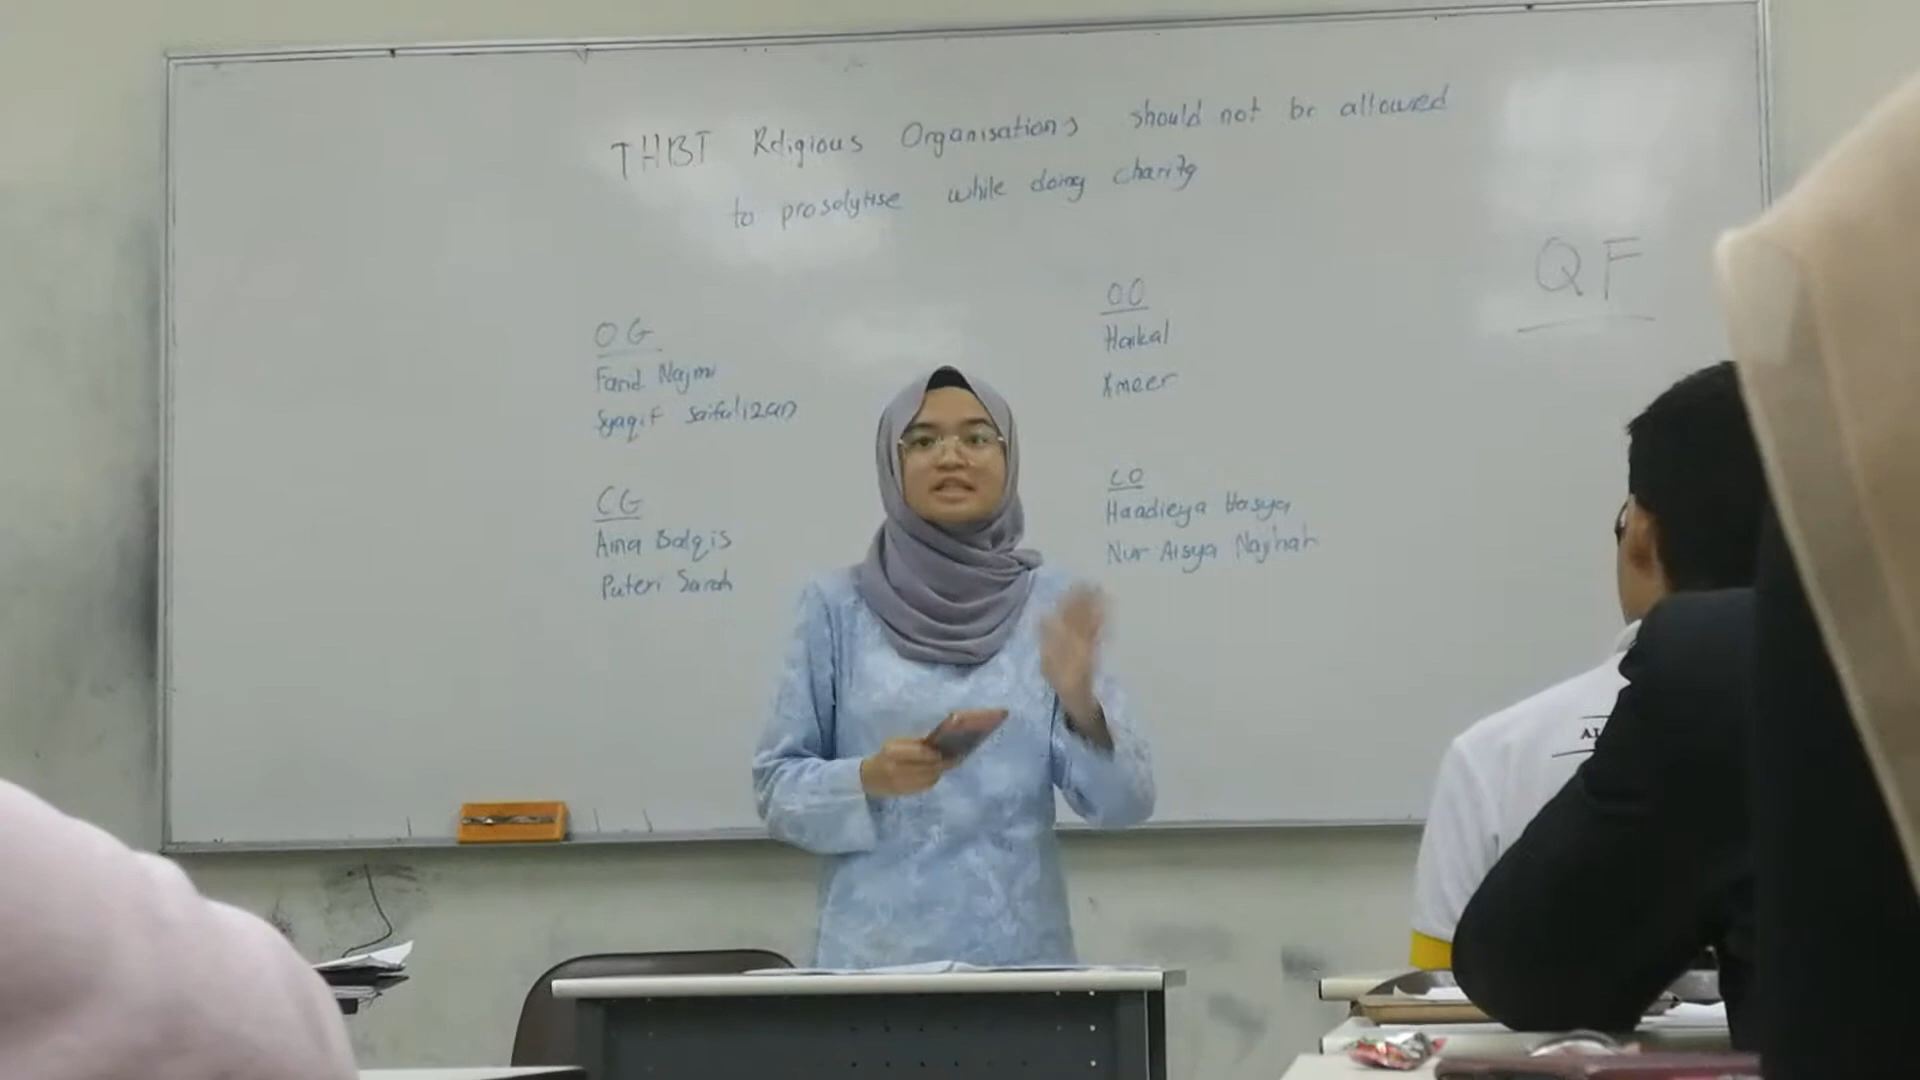 THBT Religious Organisations should not be allowed
to proselytise while doing charity
QF
OG
Farid Najmi
Syaqif Saifulizan
OO
Haikal
Ameer
CG
Aina Balqis
Puteri Sarah
CO
Haadieya Hasya
Nur Aisya Najhah